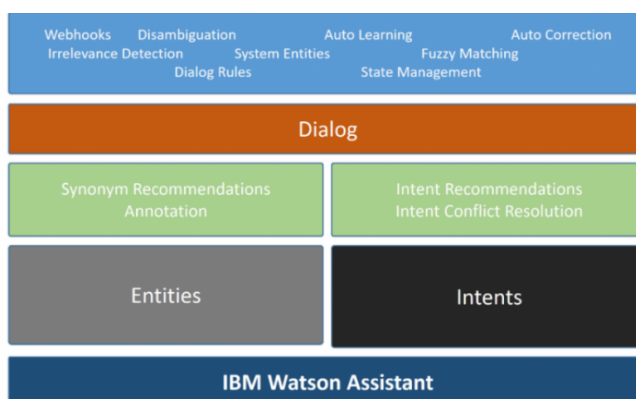 Webhooks Disambiguation Auto Learning Auto Correction
Irrelevance Detection System Entities Fuzzy Matching
Dialog Rules State Management
Dialog
Synonym Recommendations
Annotation
Intent Recommendations
Intent Conflict Resolution
Entities
Intents
IBM Watson Assistant